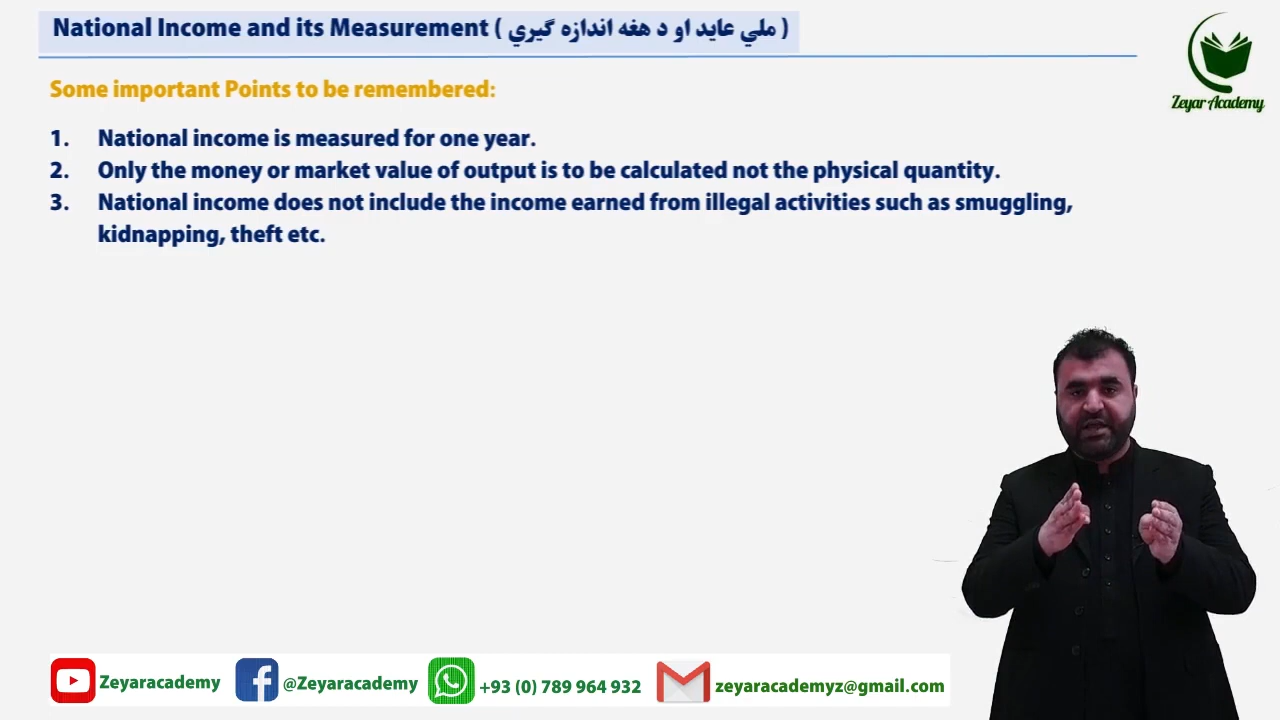 National Income and its Measurement ( ملي عايد او د هغه اندازه گيري )
Zeyar Academy
Some important Points to be remembered:
1. National income is measured for one year.
2. Only the money or market value of output is to be calculated not the physical quantity.
3. National income does not include the income earned from illegal activities such as smuggling,
kidnapping, theft etc.
Zeyaracademy @Zeyaracademy +93 (0) 789 964 932 zeyaracademyz@gmail.com